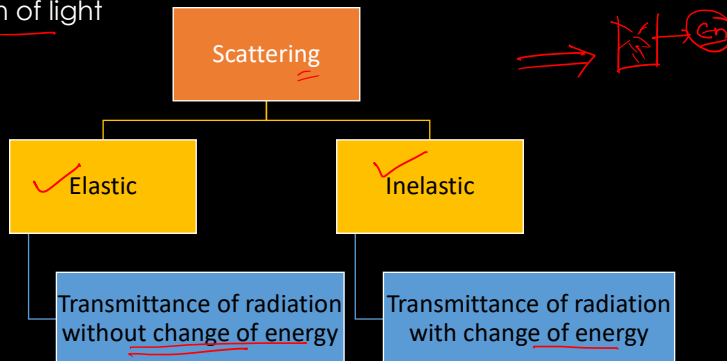 n of light
Scattering
Elastic
Inelastic
Transmittance of radiation
without change of energy
Transmittance of radiation
with change of energy